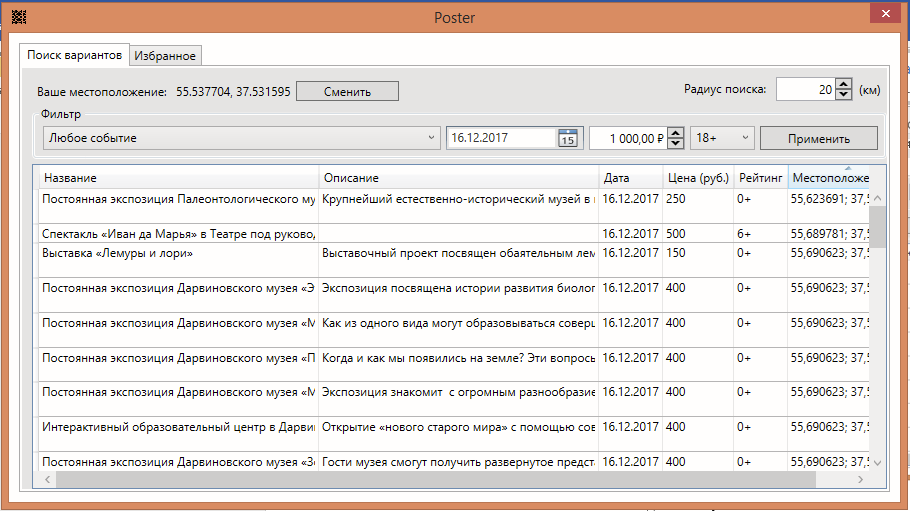 Poster
Поиск вариантов Избранное
Ваше местоположение: 55.537704, 37.531595 Сменить Радиус поиска: 20 (км)
Фильтр
Любое событие 16.12.2017 15 1 000,00 ₽ 18+ Применить
Название Описание Дата Цена (руб.) Рейтинг Местоположе
Постоянная экспозиция Палеонтологического му Крупнейший естественно-исторический музей в 16.12.2017 250 0+ 55,623691; 37,5
Спектакль «Иван да Марья» в Театре под руково, 16.12.2017 500 6+ 55,689781; 37,5
Выставка «Лемуры и лори» Выставочный проект посвящен обаятельным лем 16.12.2017 150 0+ 55,690623; 37,5
Постоянная экспозиция Дарвиновского музея «Э Экспозиция посвящена истории развития биолог 16.12.2017 400 0+ 55,690623; 37,5
Постоянная экспозиция Дарвиновского музея «М Как из одного вида могут образовываться соверш 16.12.2017 400 0+ 55,690623; 37,5
Постоянная экспозиция Дарвиновского музея «П Когда и как мы появились на земле? Эти вопросы 16.12.2017 400 0+ 55,690623; 37,5
Постоянная экспозиция Дарвиновского музея «М Экспозиция знакомит с огромным разнообразие 16.12.2017 400 0+ 55,690623; 37,5
Интерактивный образовательный центр в Дарви Открытие «нового старого мира» с помощью сов 16.12.2017 400 0+ 55,690623; 37,5
Постоянная экспозиция Дарвиновского музея «З Гости музея смогут получить развернутое предст 16.12.2017 400 0+ 55,690623; 37,5